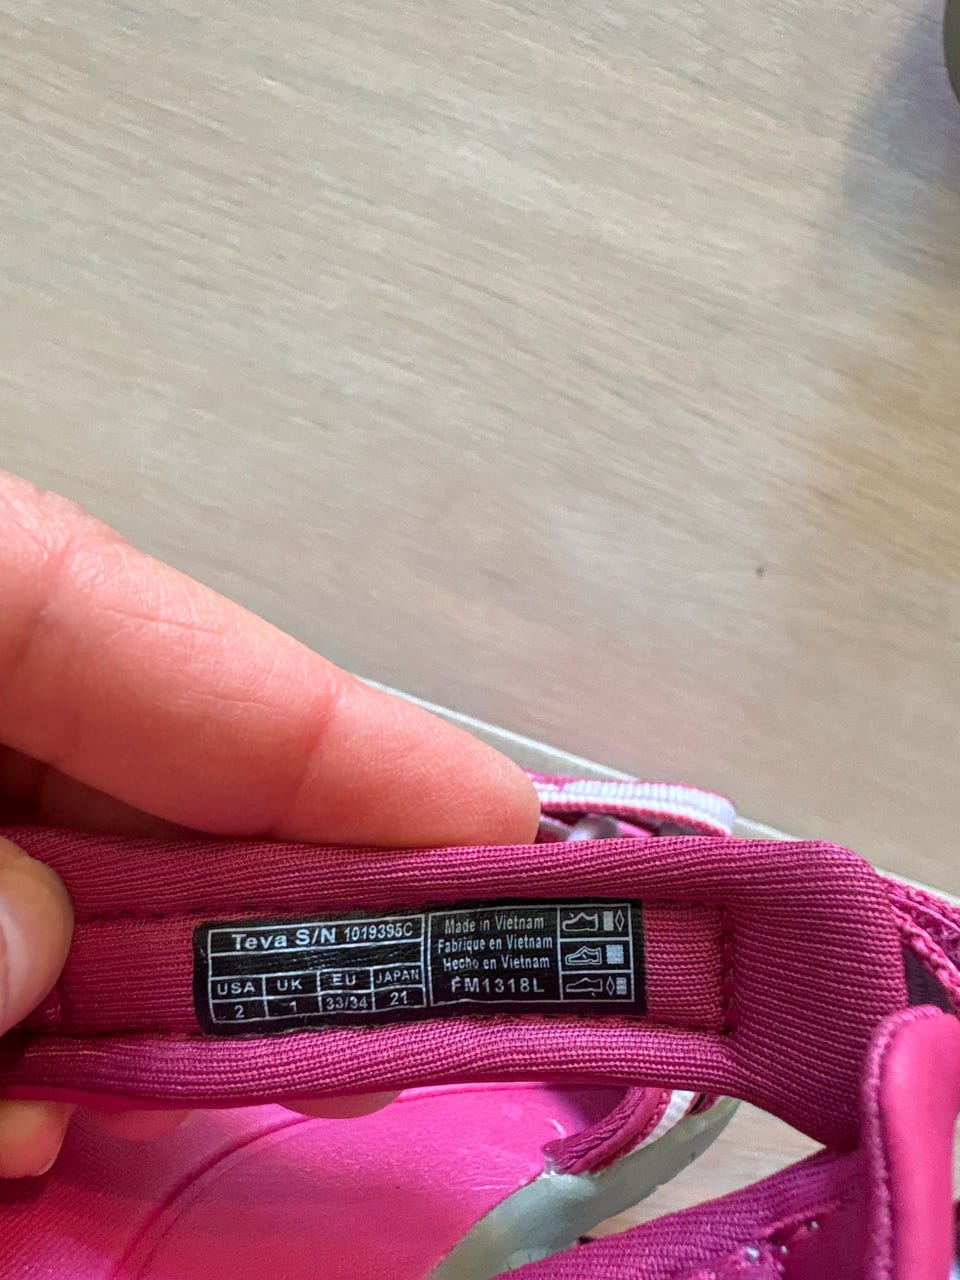 Teva S/N 1019395C
USA UK EU JAPAN
2 1 33/34 21
Made in Vietnam
Fabriqué en Vietnam
Hecho en Vietnam
FM1318L